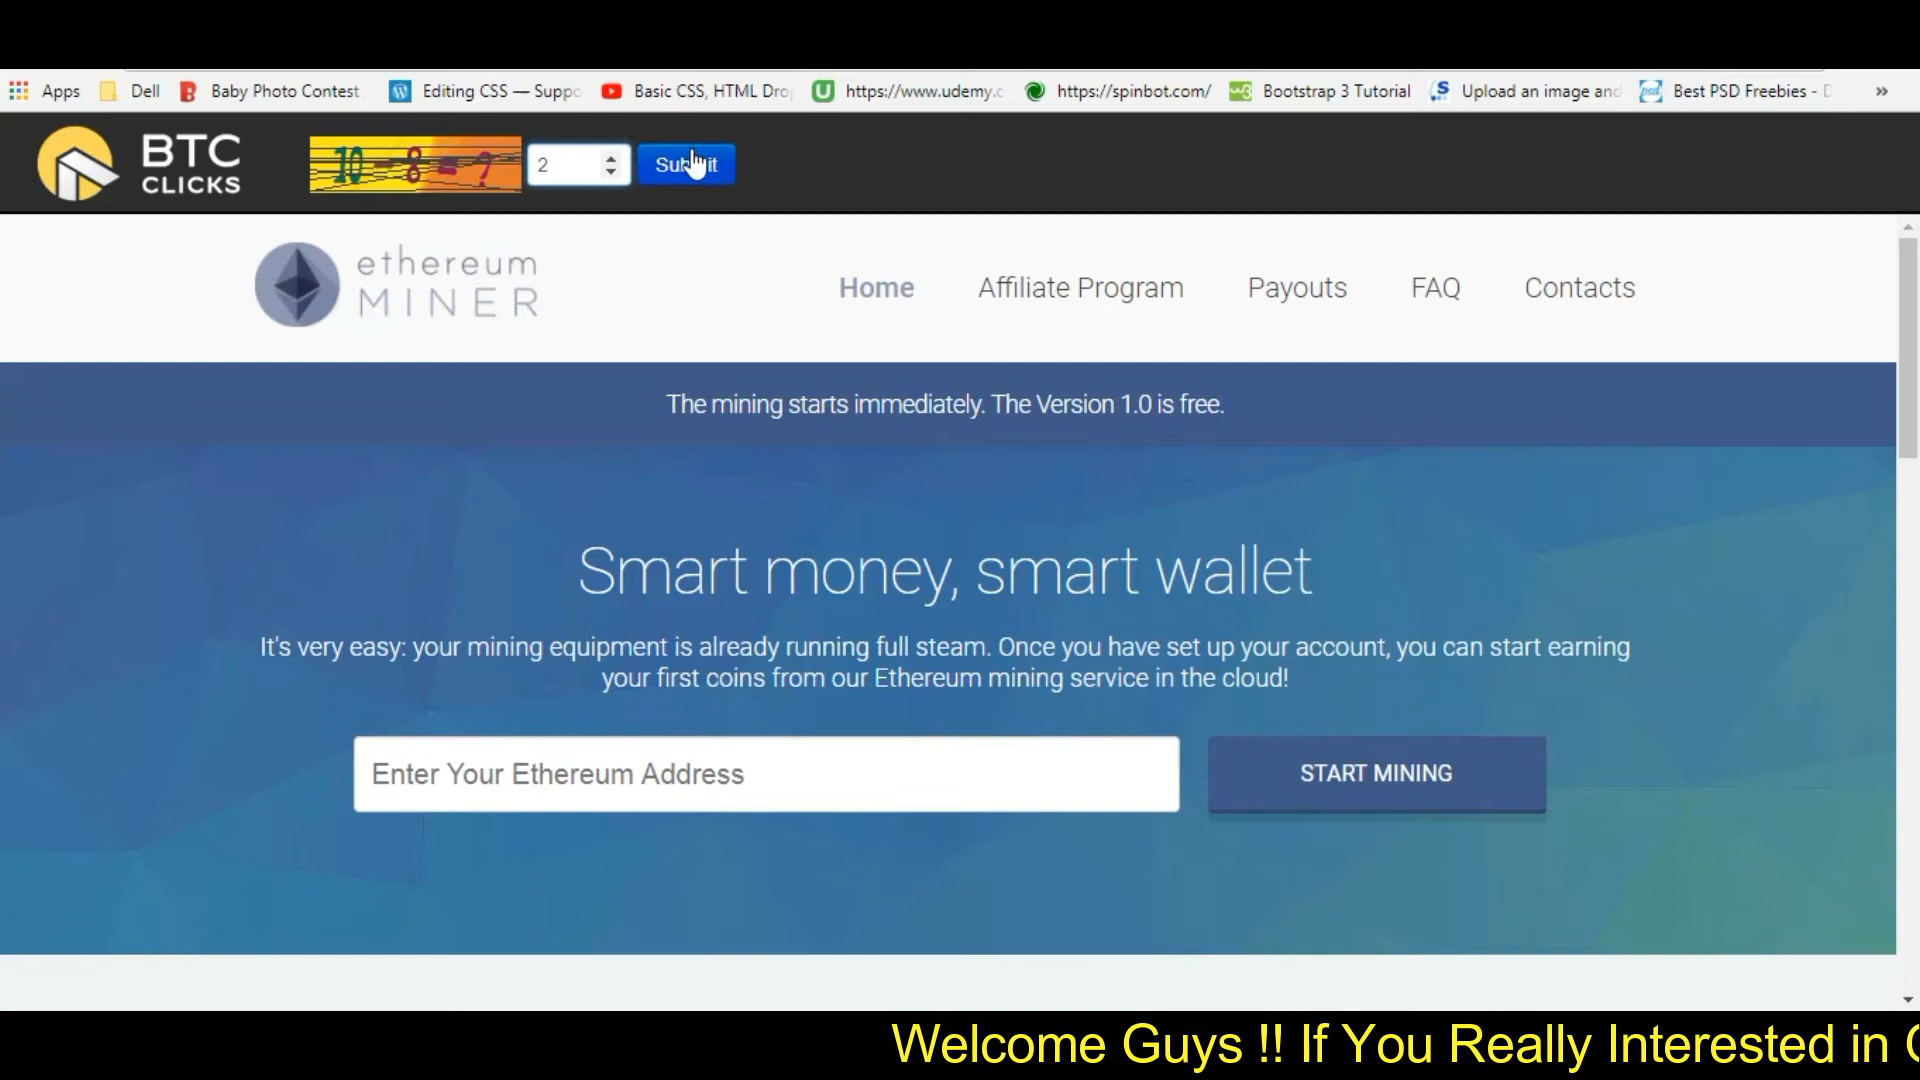 Apps Dell Baby Photo Contest Editing CSS — Suppo Basic CSS, HTML Dro https://www.udemy.c https://spinbot.com/ Bootstrap 3 Tutorial Upload an image and Best PSD Freebies - D »
BTC
CLICKS
10 - 8 = ?
2
Submit
ethereum
MINER
Home Affiliate Program Payouts FAQ Contacts
The mining starts immediately. The Version 1.0 is free.
Smart money, smart wallet
It's very easy: your mining equipment is already running full steam. Once you have set up your account, you can start earning
your first coins from our Ethereum mining service in the cloud!
Enter Your Ethereum Address
START MINING
Welcome Guys !! If You Really Interested in